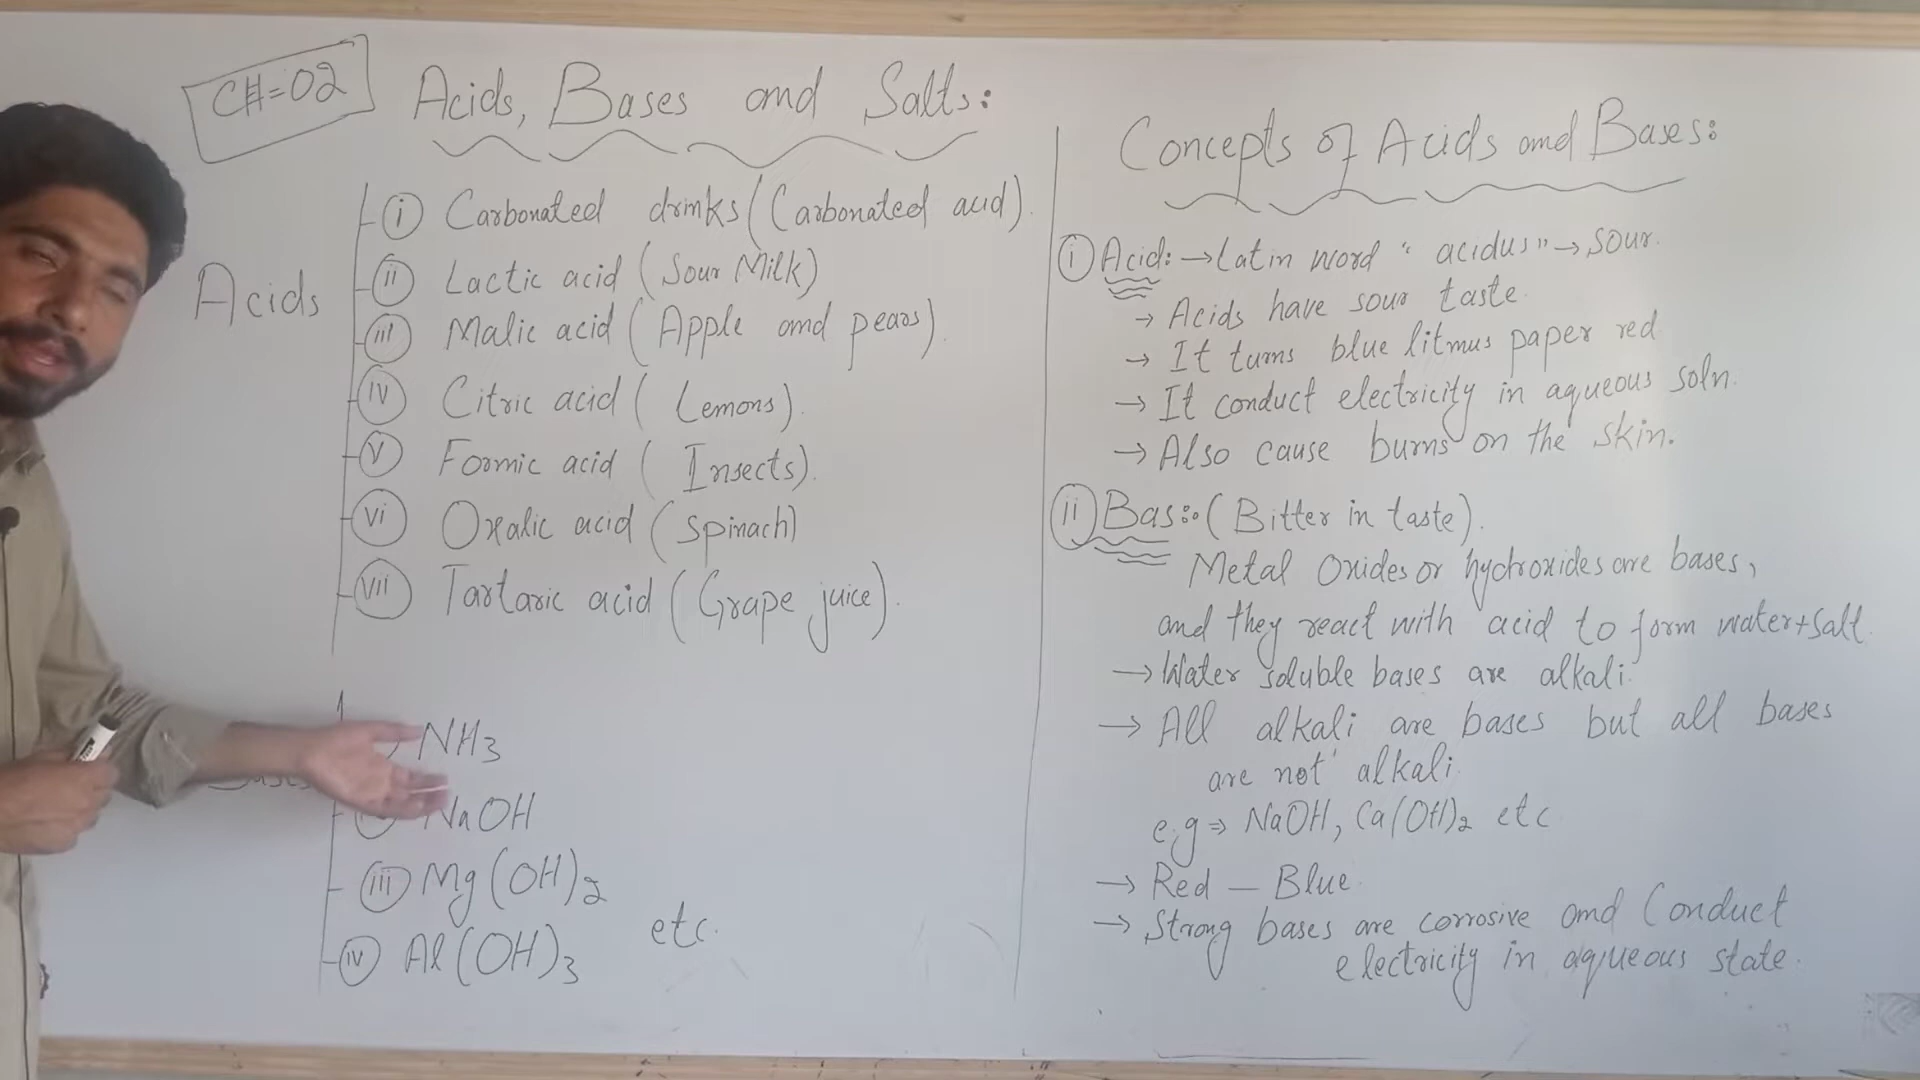 CH=02
Acids, Bases and Salts:
Acids
(i) Carbonated drinks (Carbonated acid).
(ii) Lactic acid (Sour Milk)
(iii) Malic acid (Apple and pears).
(iv) Citric acid (Lemons).
(v) Formic acid (Insects).
(vi) Oxalic acid (Spinach)
(vii) Tartaric acid (Grape juice).
NH3
NaOH
(iii) Mg(OH)2
(iv) Al(OH)3
etc.
Concepts of Acids and Bases:
(i) Acid: → Latin word "acidus" → sour.
→ Acids have sour taste.
→ It turns blue litmus paper red
→ It conduct electricity in aqueous soln.
→ Also cause burns on the skin.
(ii) Bas: (Bitter in taste).
Metal Oxides or hydroxides are bases,
and they react with acid to form water+salt.
→ Water soluble bases are alkali.
→ All alkali are bases but all bases
are not alkali.
e.g ⇒ NaOH, Ca(OH)2 etc
→ Red — Blue.
→ Strong bases are corrosive and Conduct
electricity in aqueous state.